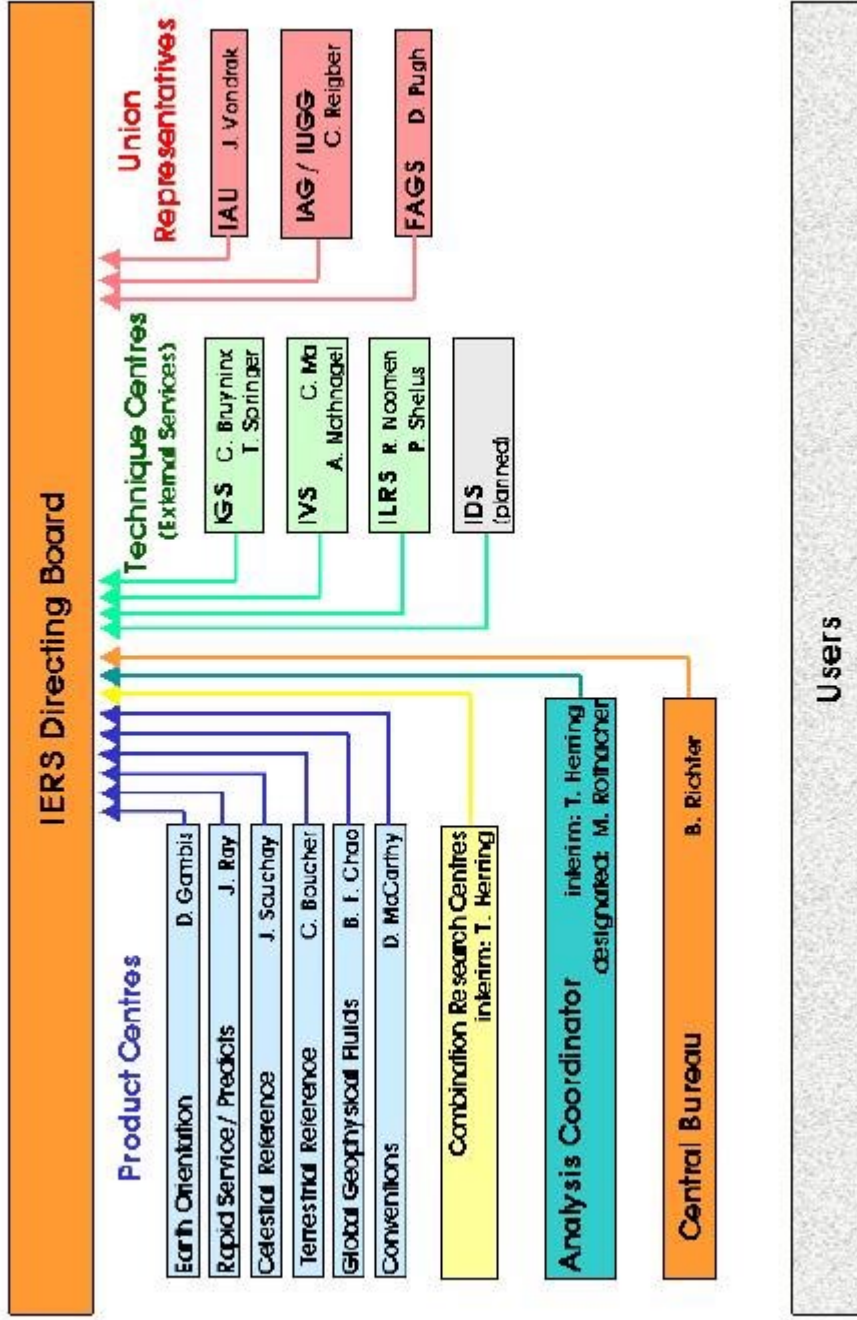 IERS Directing Board
Product Centres
Earth Orientation D. Gambis
Rapid Service/ Predicts J. Ray
Celestial Reference J. Souchay
Terrestrial Reference C. Boucher
Global Geophysical Fluids B. F. Chao
Conventions D. McCarthy
Combination Research Centres
interim: T. Herring
Analysis Coordinator interim: T. Herring
designated: M. Rothacher
Central Bureau B. Richter
Technique Centres
(External Services)
IGS C. Bruyninx
T. Springer
IVS C. Ma
A. Nothnagel
ILRS R. Noomen
P. Shelus
IDS
(planned)
Union
Representatives
IAU J. Vondrak
IAG / IUGG
C. Reigber
FAGS D. Pugh
Users